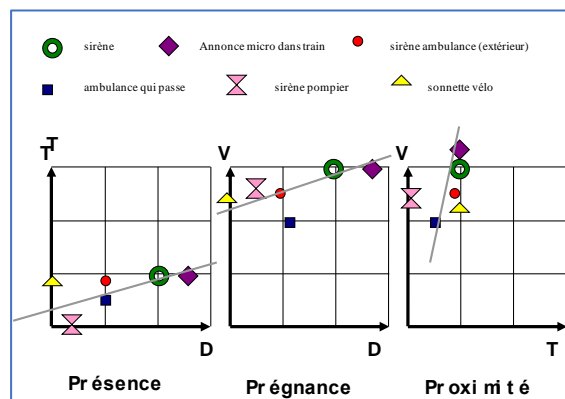 sirène Annonce micro dans train sirène ambulance (extérieur)
ambulance qui passe sirène pompier sonnette vélo
T T V V
D D T
Présence Prégnance Proximité